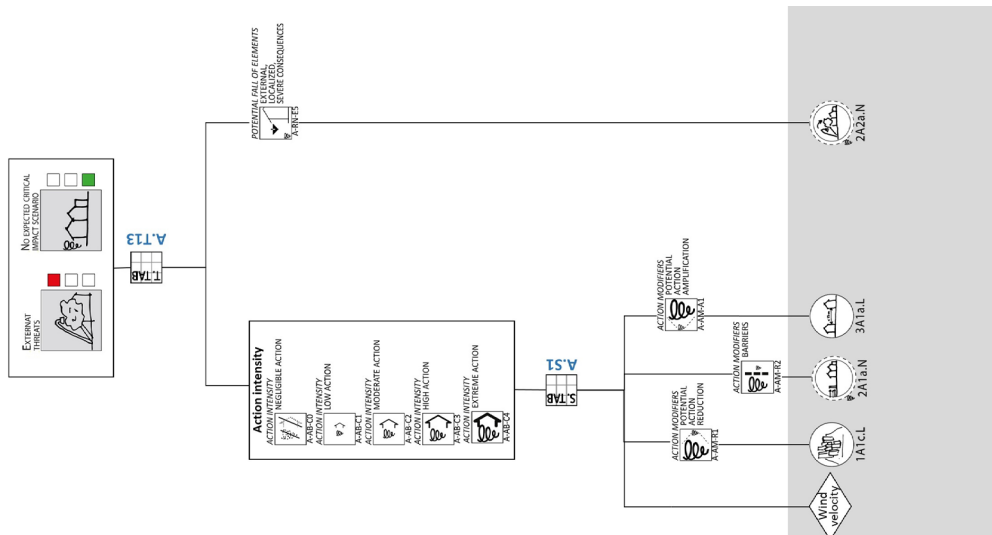 EXTERNAT
THREATS
NO EXPECTED CRITICAL
IMPACT SCENARIO
T.TAB
A.T13
Action intensity
ACTION INTENSITY
NEGLIGIBLE ACTION
A-AB-C0
ACTION INTENSITY
LOW ACTION
A-AB-C1
ACTION INTENSITY
MODERATE ACTION
A-AB-C2
ACTION INTENSITY
HIGH ACTION
A-AB-C3
ACTION INTENSITY
EXTREME ACTION
A-AB-C4
POTENTIAL FALL OF ELEMENTS
EXTERNAL,
LOCALIZED,
SEVERE CONSEQUENCES
A-RN-E5
S.TAB
A.S1
ACTION MODIFIERS
POTENTIAL
ACTION
REDUCTION
A-AM-R1
ACTION MODIFIERS
BARRIERS
A-AM-R2
ACTION MODIFIERS
POTENTIAL
ACTION
AMPLIFICATION
A-AM-A1
Wind
velocity
1A1c.L
2A1a.N
3A1a.L
2A2a.N